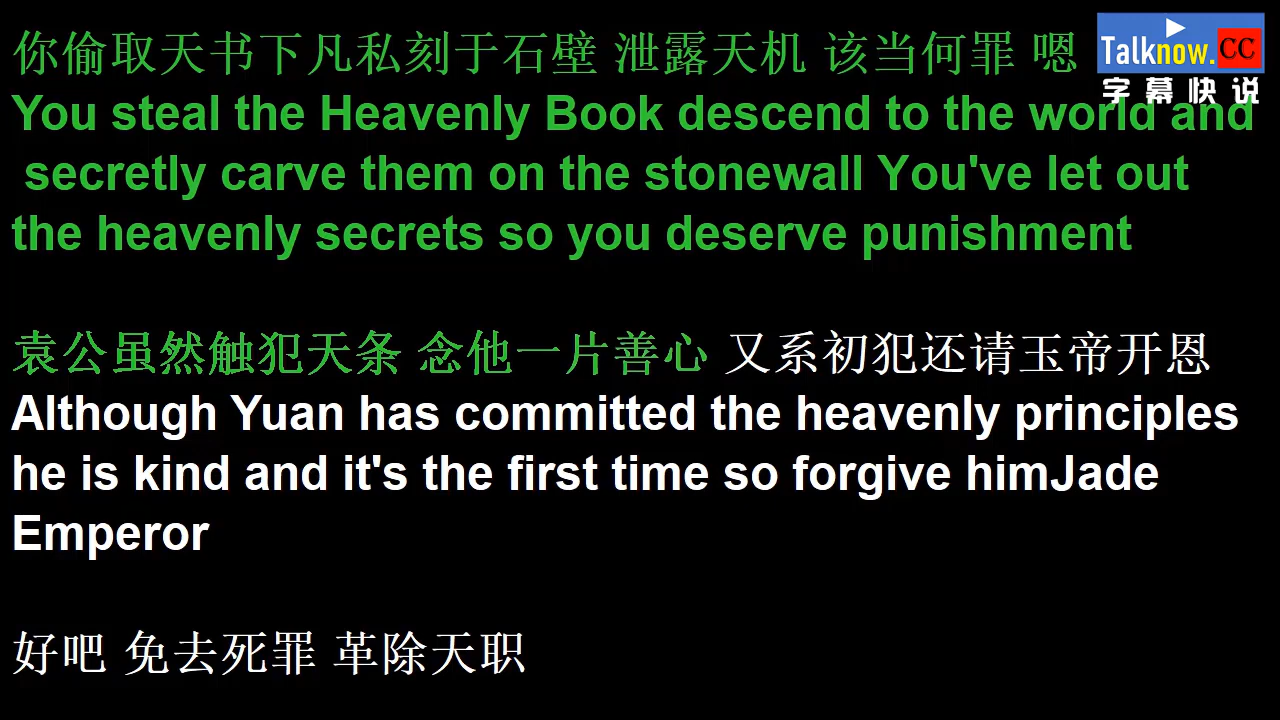 你偷取天书下凡私刻于石壁 泄露天机 该当何罪 嗯
Talknow.CC
字幕快说
You steal the Heavenly Book descend to the world and
secretly carve them on the stonewall You've let out
the heavenly secrets so you deserve punishment
袁公虽然触犯天条 念他一片善心 又系初犯还请玉帝开恩
Although Yuan has committed the heavenly principles
he is kind and it's the first time so forgive himJade
Emperor
好吧 免去死罪 革除天职